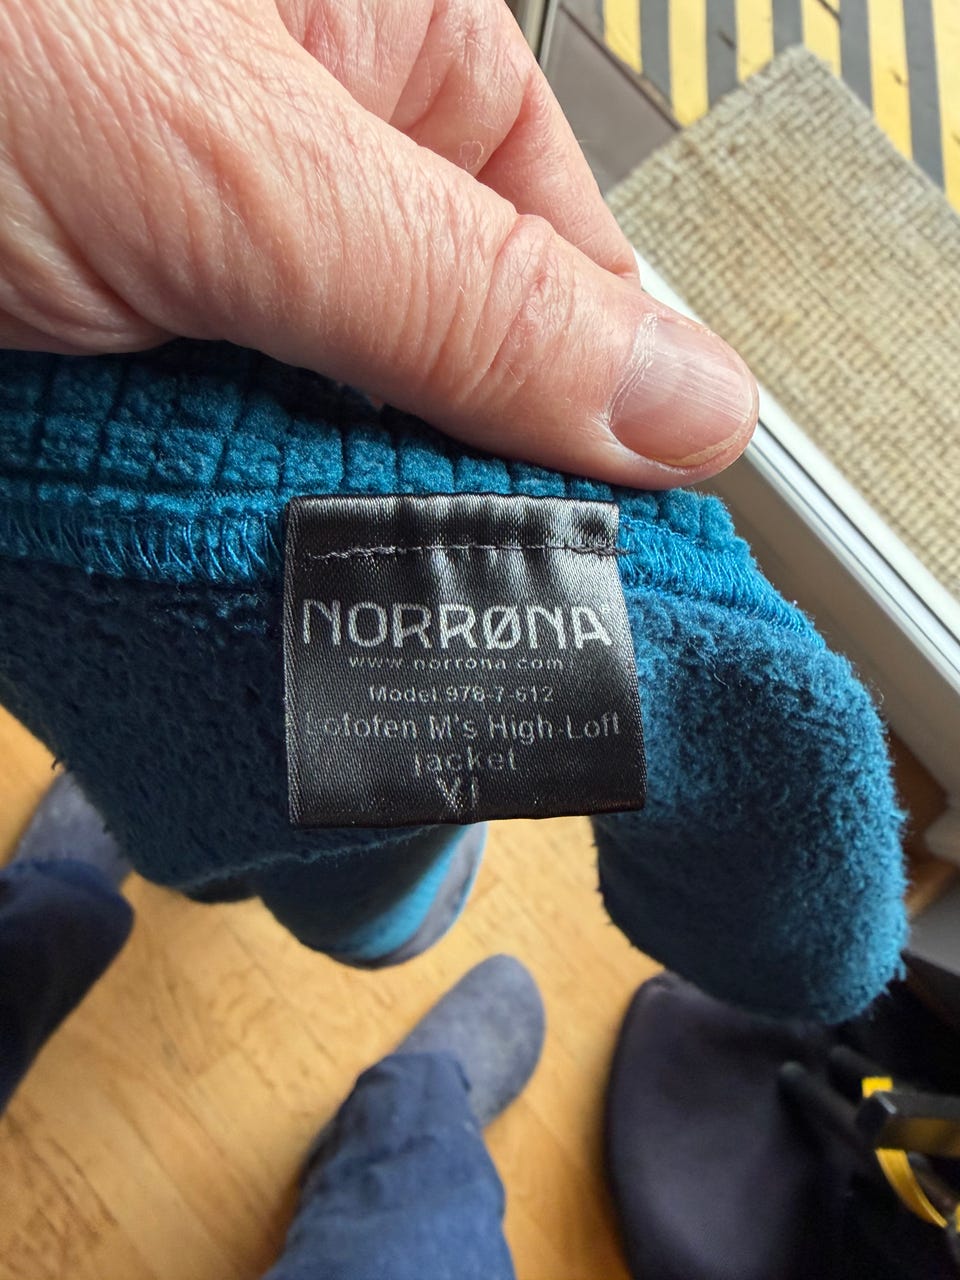 NORRØNA®
www.norrona.com
Model 978-7-612
Lofoten M's High-Loft
Jacket